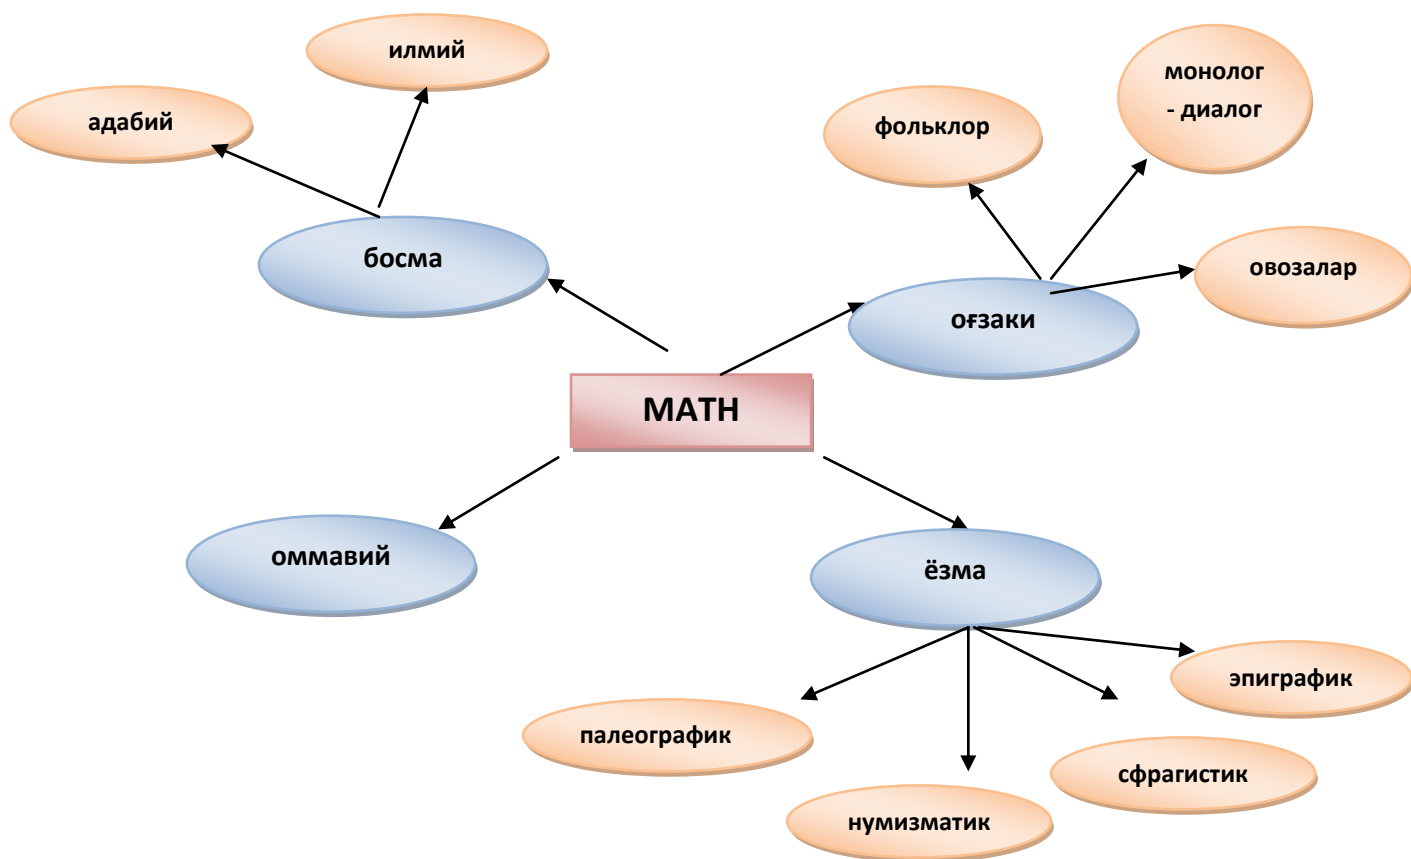 илмий
адабий
монолог
- диалог
фольклор
овозалар
босма
оғзаки
МАТН
оммавий
ёзма
эпиграфик
палеографик
сфрагистик
нумизматик